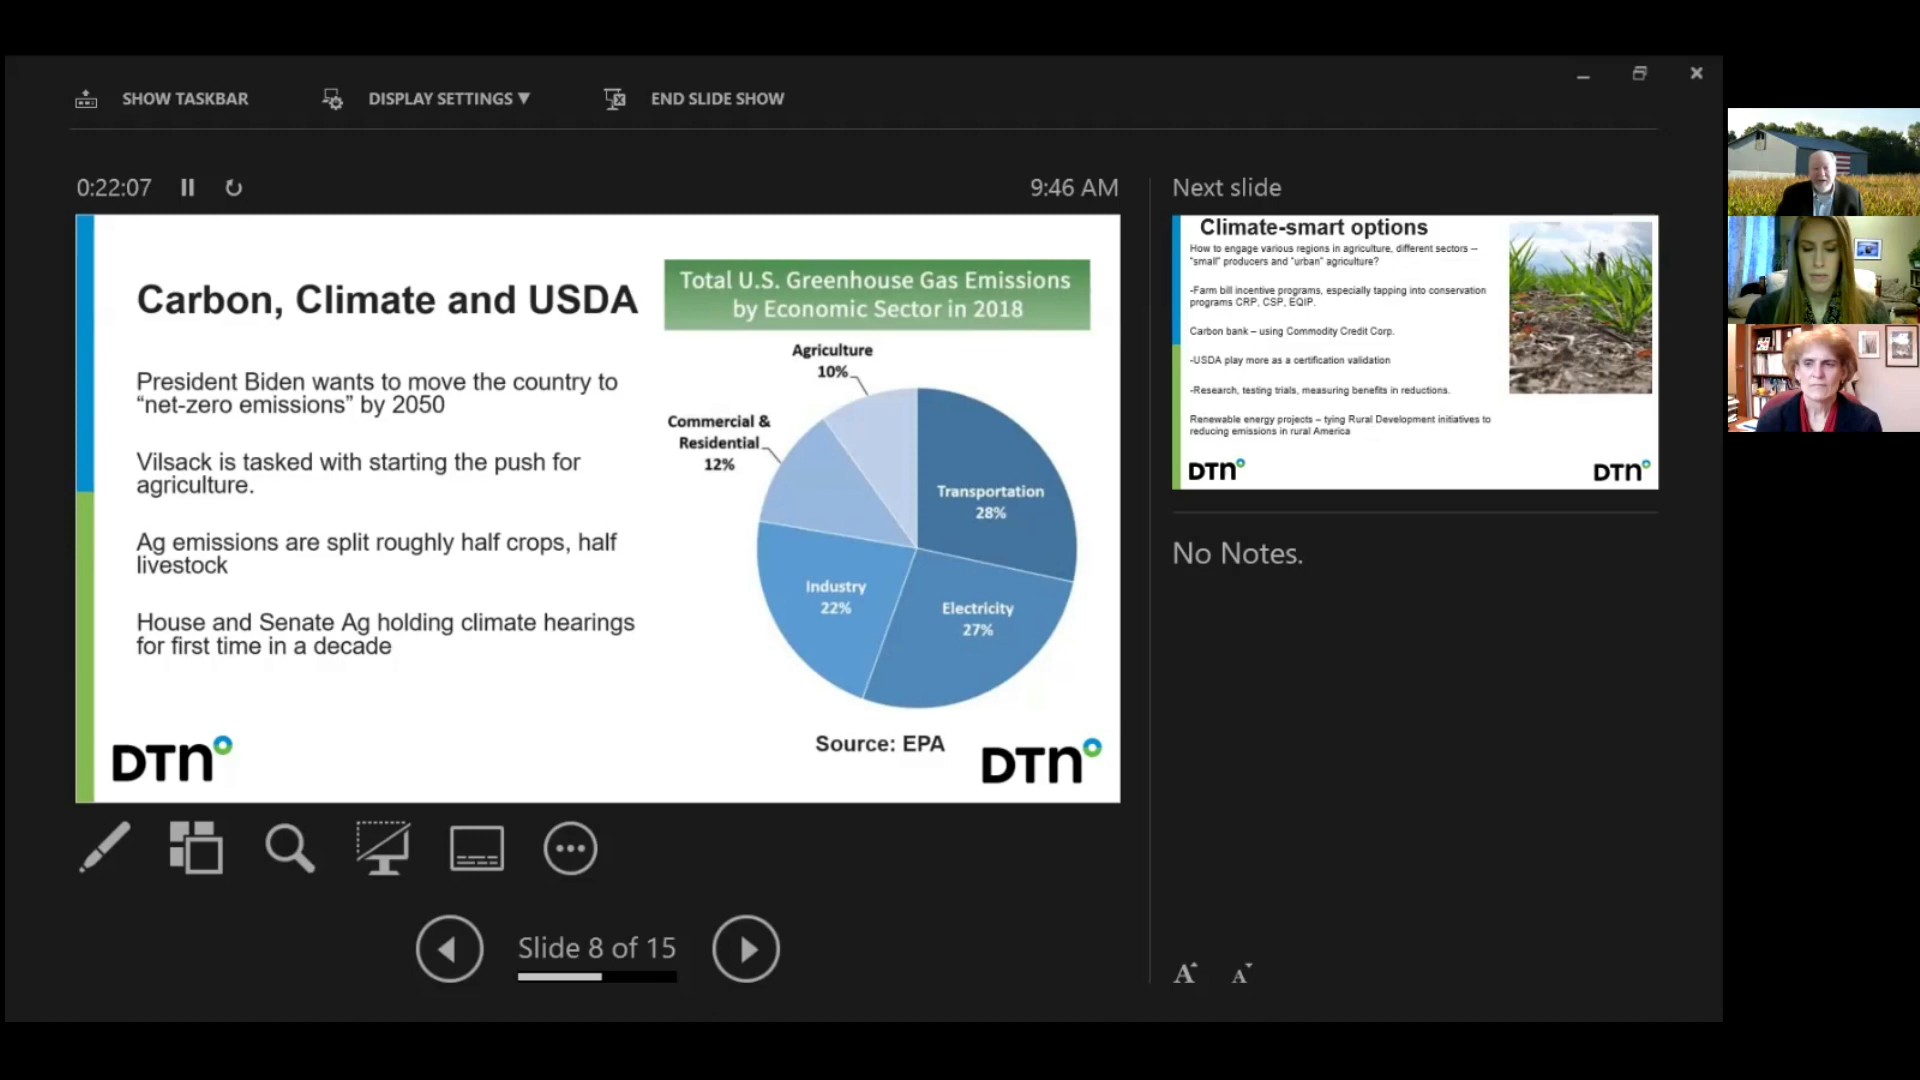 SHOW TASKBAR
DISPLAY SETTINGS ▼
END SLIDE SHOW
0:22:07
9:46 AM
Next slide
Carbon, Climate and USDA
President Biden wants to move the country to
“net-zero emissions” by 2050
Vilsack is tasked with starting the push for
agriculture.
Ag emissions are split roughly half crops, half
livestock
House and Senate Ag holding climate hearings
for first time in a decade
Total U.S. Greenhouse Gas Emissions
by Economic Sector in 2018
Agriculture
10%
Commercial &
Residential
12%
Transportation
28%
Industry
22%
Electricity
27%
Source: EPA
DTN
DTN
Climate-smart options
How to engage various regions in agriculture, different sectors --
“small” producers and “urban” agriculture?
-Farm bill incentive programs, especially tapping into conservation
programs CRP, CSP, EQIP.
Carbon bank – using Commodity Credit Corp.
-USDA play more as a certification validation
-Research, testing trials, measuring benefits in reductions.
Renewable energy projects – tying Rural Development initiatives to
reducing emissions in rural America
DTN
DTN
No Notes.
Slide 8 of 15
A
A